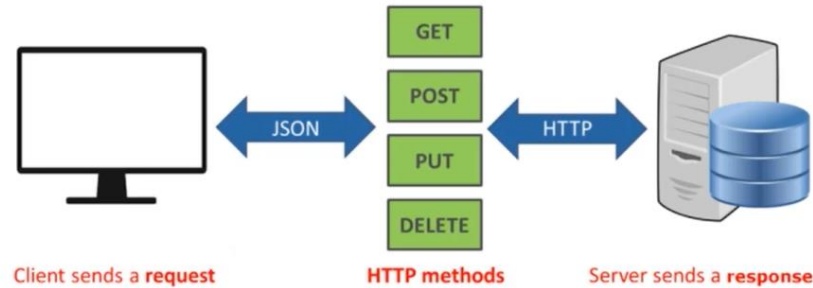 GET
POST
JSON
HTTP
PUT
DELETE
Client sends a request
HTTP methods
Server sends a response